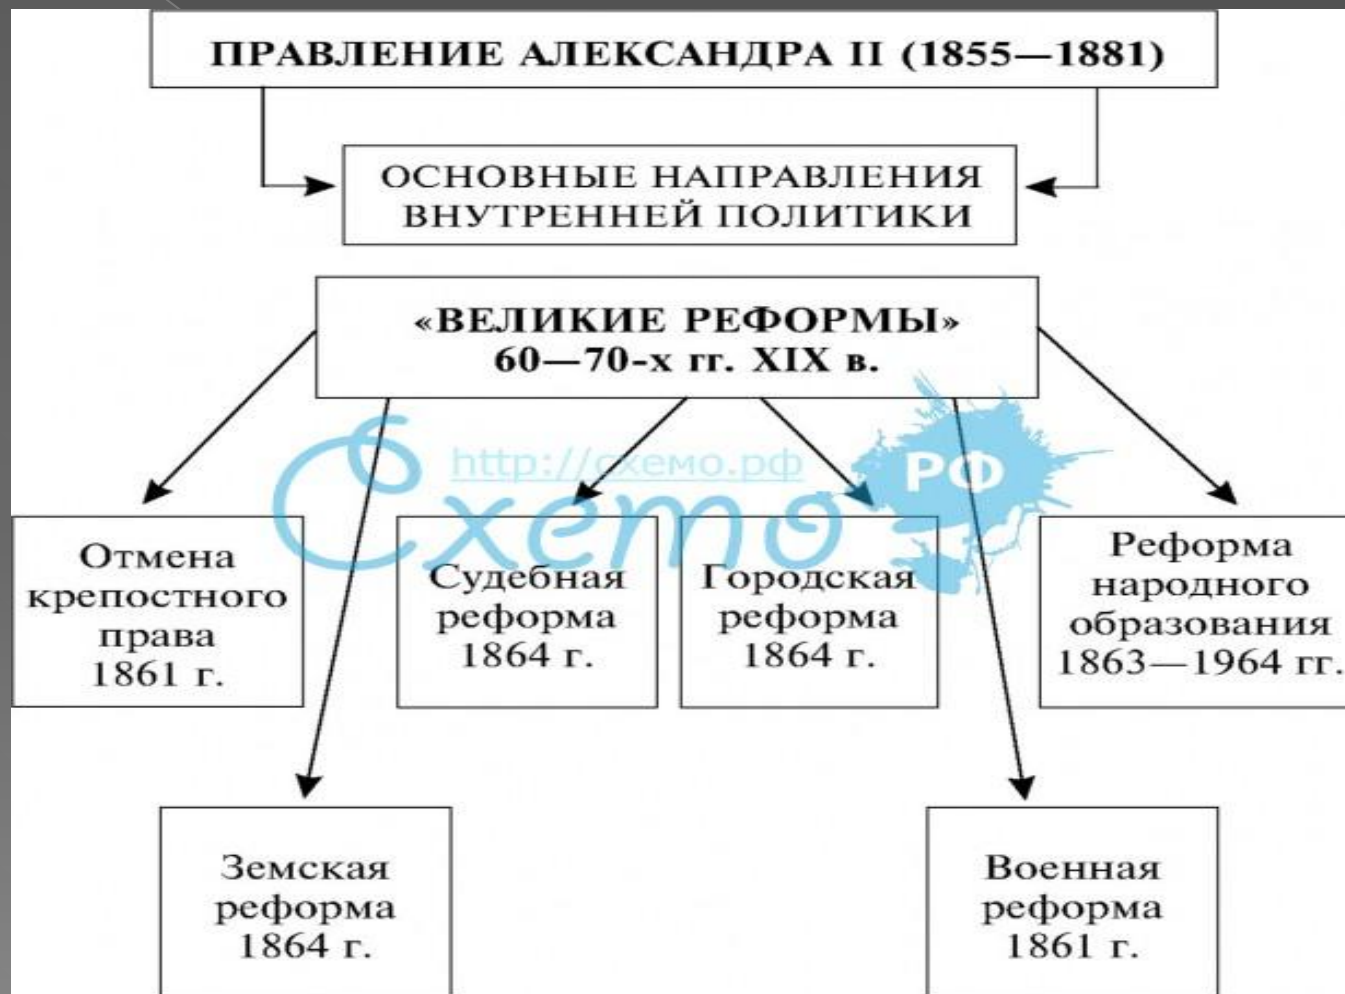 ПРАВЛЕНИЕ АЛЕКСАНДРА II (1855—1881)
ОСНОВНЫЕ НАПРАВЛЕНИЯ
ВНУТРЕННЕЙ ПОЛИТИКИ
«ВЕЛИКИЕ РЕФОРМЫ»
60—70-х гг. XIX в.
http://схемо.рф
Схемо
РФ
Отмена
крепостного
права
1861 г.
Судебная
реформа
1864 г.
Городская
реформа
1864 г.
Реформа
народного
образования
1863—1964 гг.
Земская
реформа
1864 г.
Военная
реформа
1861 г.